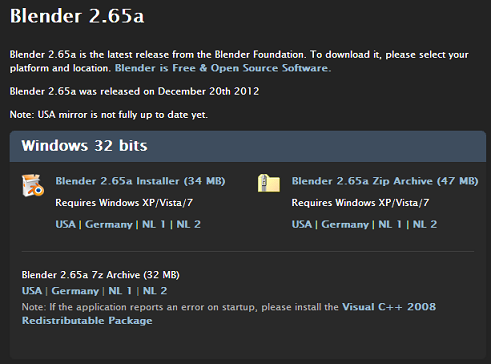 Blender 2.65a
Blender 2.65a is the latest release from the Blender Foundation. To download it, please select your
platform and location. Blender is Free & Open Source Software.
Blender 2.65a was released on December 20th 2012
Note: USA mirror is not fully up to date yet.
Windows 32 bits
Blender 2.65a Installer (34 MB)
Requires Windows XP/Vista/7
USA | Germany | NL 1 | NL 2
Blender 2.65a Zip Archive (47 MB)
Requires Windows XP/Vista/7
USA | Germany | NL 1 | NL 2
Blender 2.65a 7z Archive (32 MB)
USA | Germany | NL 1 | NL 2
Note: If the application reports an error on startup, please install the Visual C++ 2008
Redistributable Package